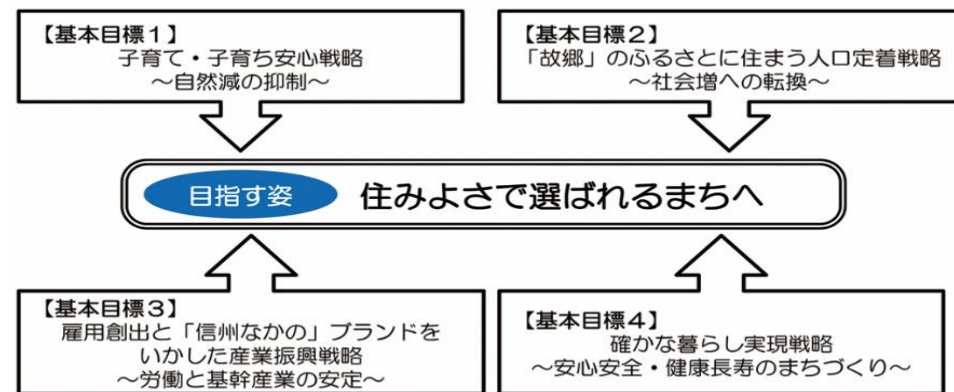 【基本目標1】
子育て・子育ち安心戦略
～自然減の抑制～
【基本目標2】
「故郷」のふるさとに住まう人口定着戦略
～社会増への転換～
目指す姿 住みよさで選ばれるまちへ
【基本目標3】
雇用創出と「信州なかの」ブランドを
いかした産業振興戦略
～労働と基幹産業の安定～
【基本目標4】
確かな暮らし実現戦略
～安心安全・健康長寿のまちづくり～